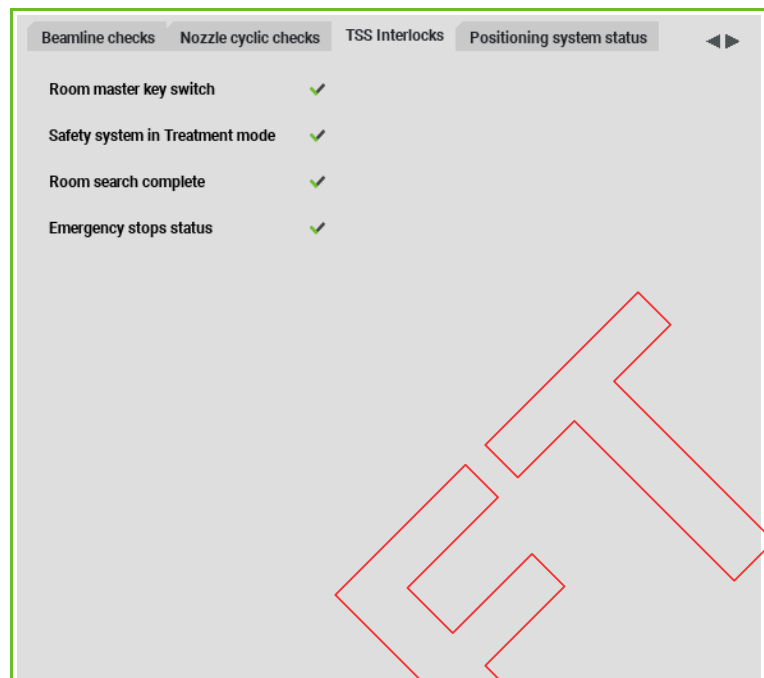 Beamline checks Nozzle cyclic checks TSS Interlocks Positioning system status
Room master key switch
Safety system in Treatment mode
Room search complete
Emergency stops status
ET